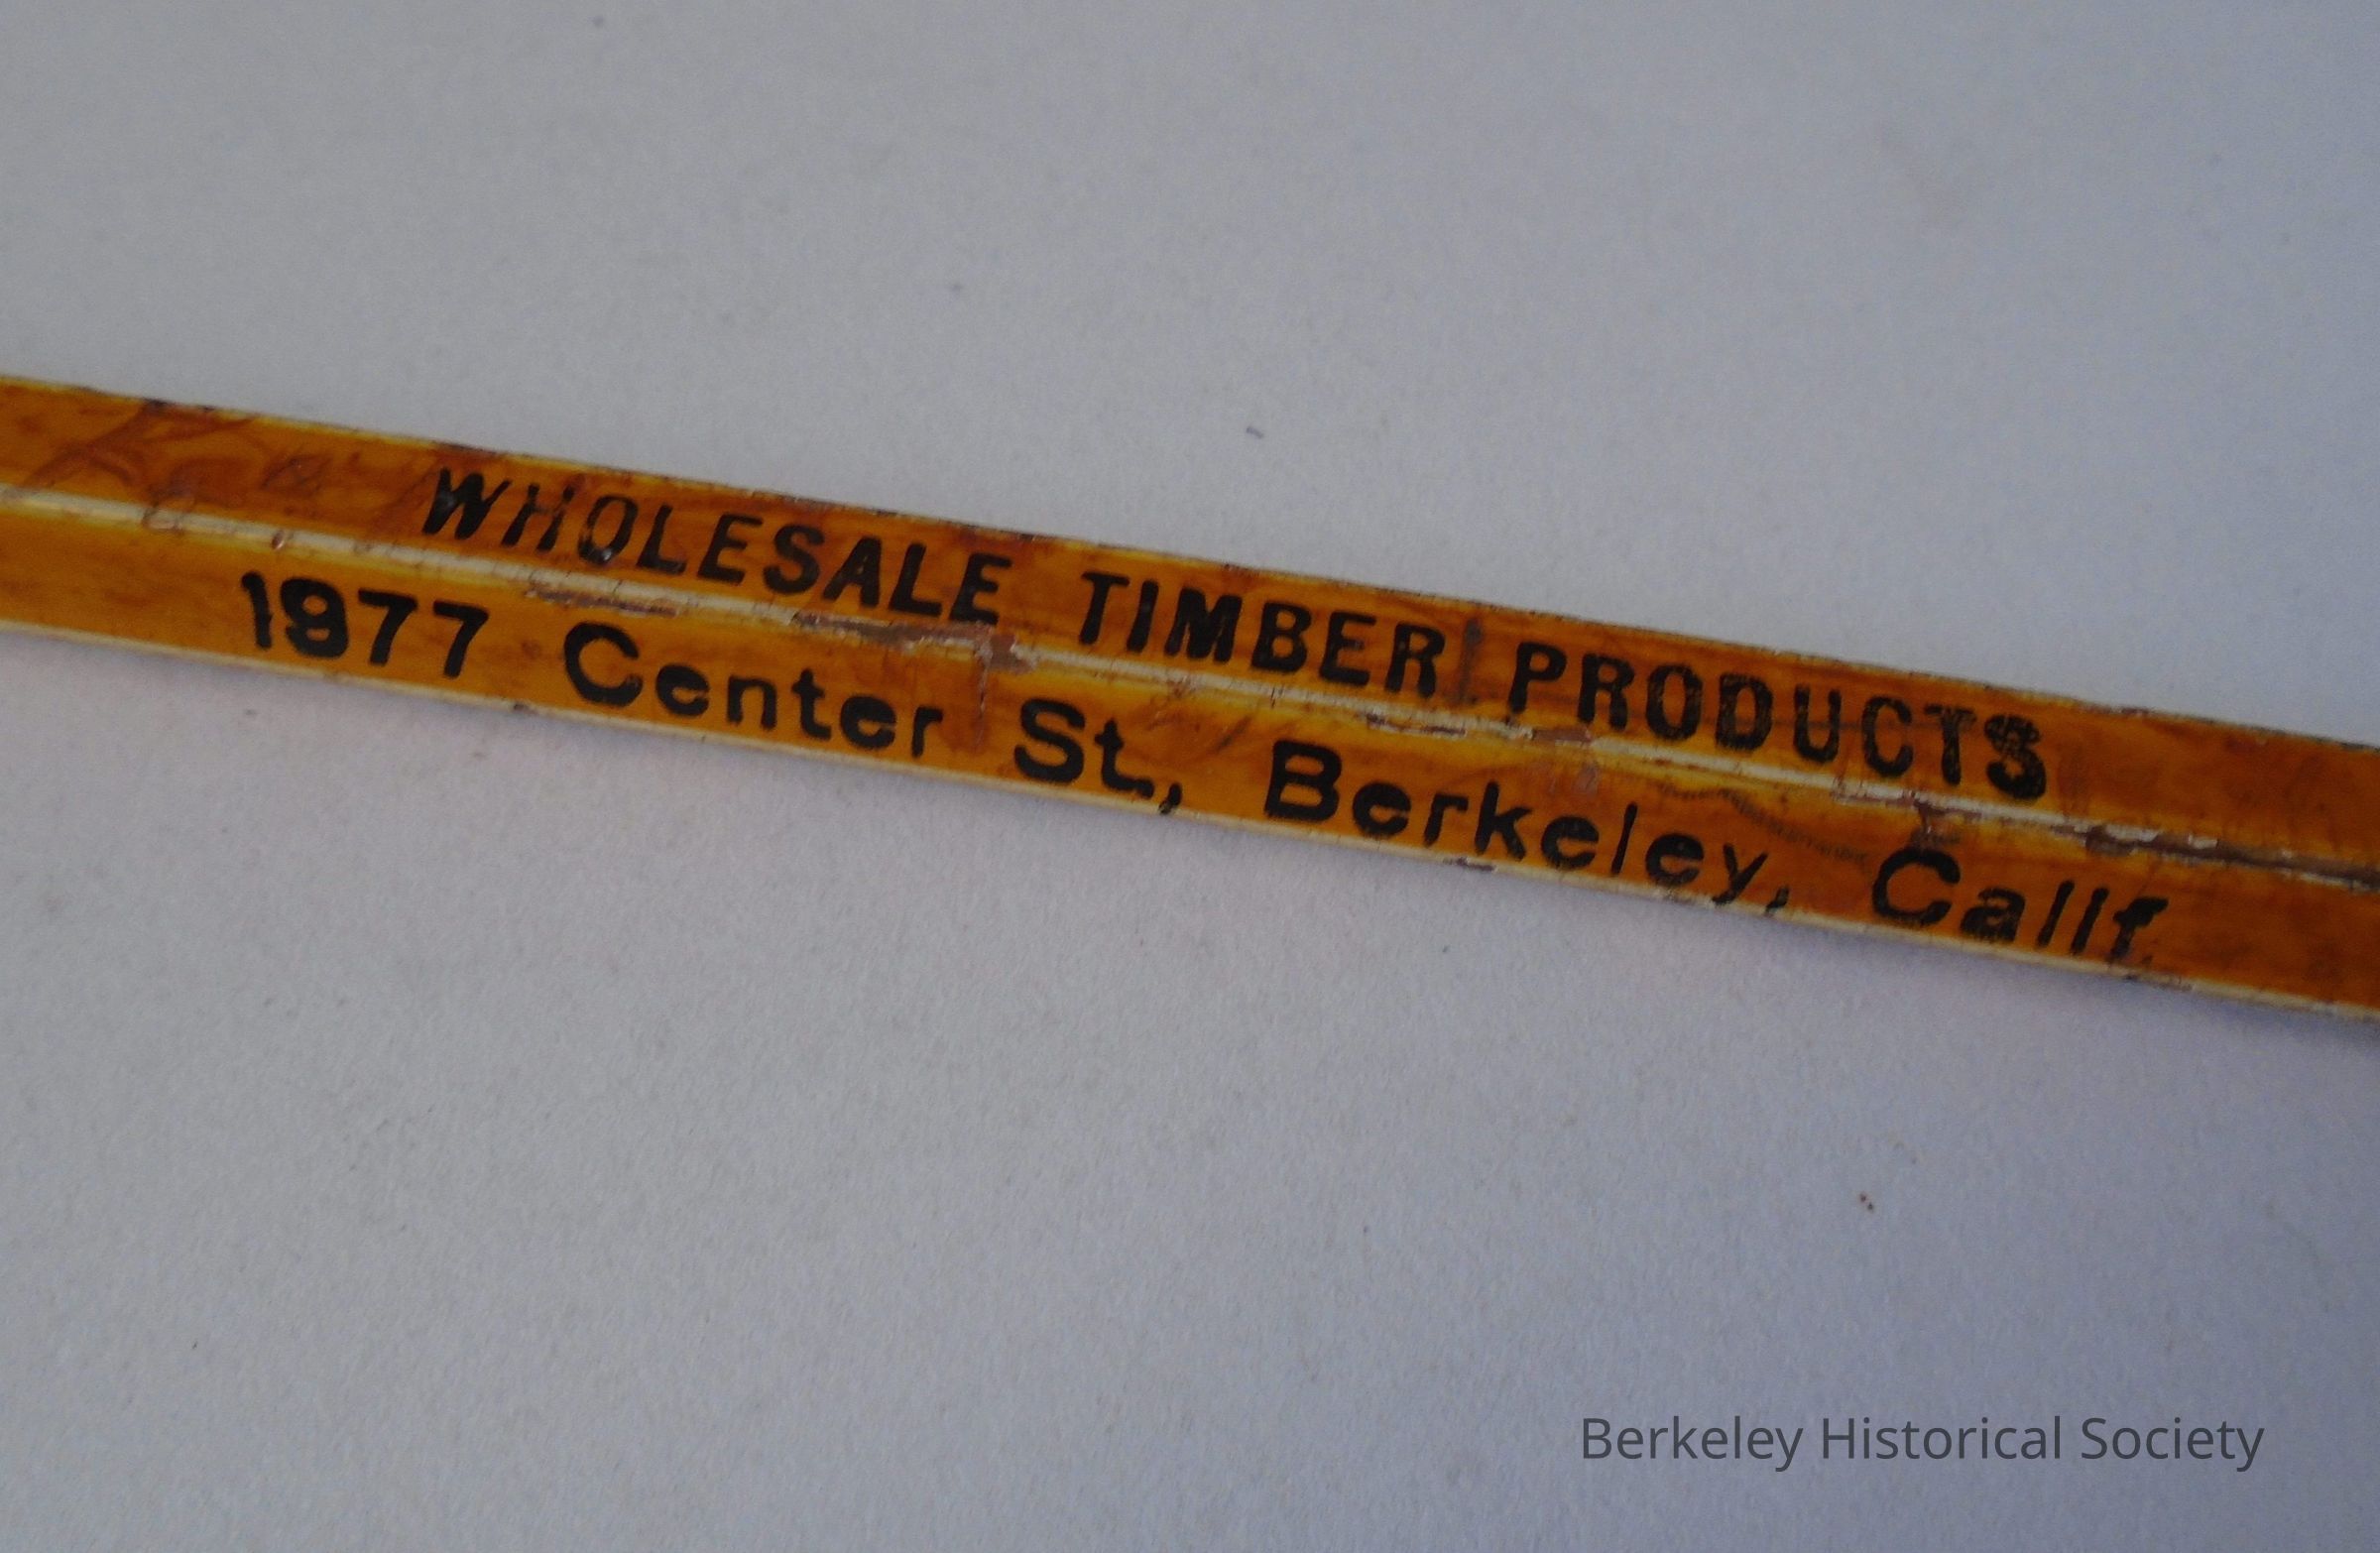 WHOLESALE TIMBER PRODUCTS
1977 Center St., Berkeley, Calif.
Berkeley Historical Society